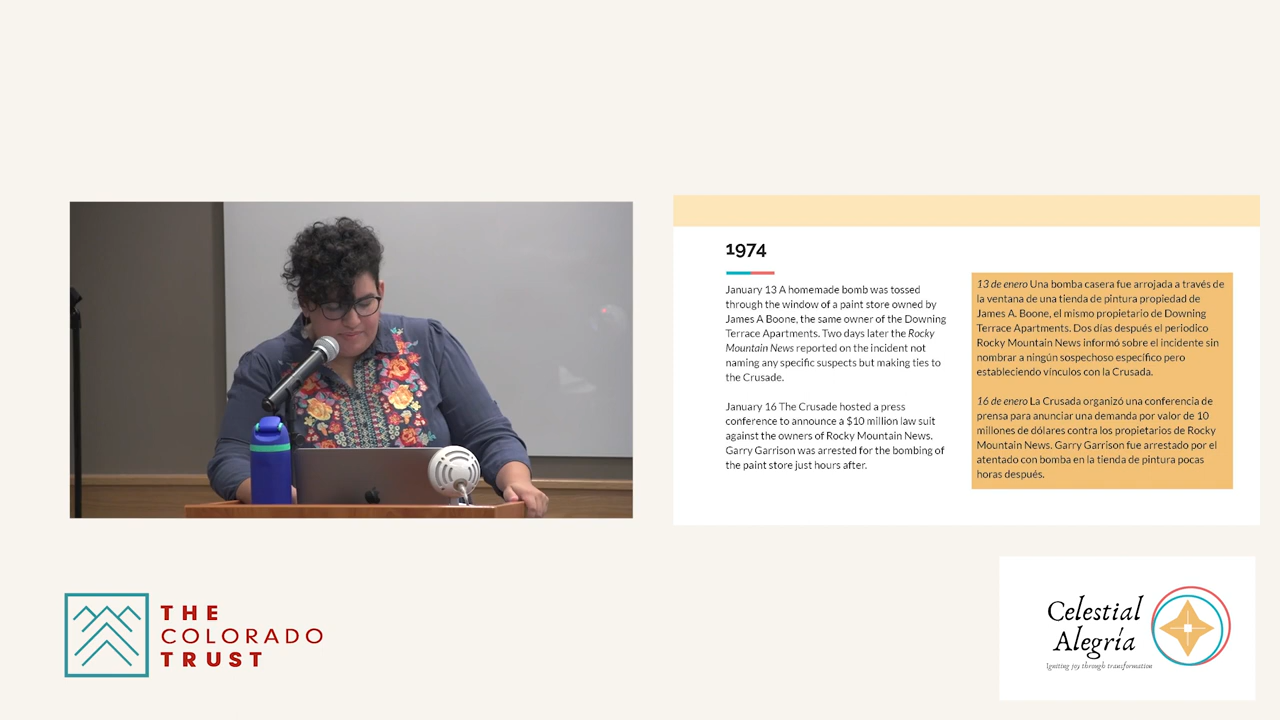 1974
January 13 A homemade bomb was tossed
through the window of a paint store owned by
James A Boone, the same owner of the Downing
Terrace Apartments. Two days later the Rocky
Mountain News reported on the incident not
naming any specific suspects but making ties to
the Crusade.
January 16 The Crusade hosted a press
conference to announce a $10 million law suit
against the owners of Rocky Mountain News.
Garry Garrison was arrested for the bombing of
the paint store just hours after.
13 de enero Una bomba casera fue arrojada a través de
la ventana de una tienda de pintura propiedad de
James A. Boone, el mismo propietario de Downing
Terrace Apartments. Dos días después el periodico
Rocky Mountain News informó sobre el incidente sin
nombrar a ningún sospechoso específico pero
estableciendo vínculos con la Crusada.
16 de enero La Crusada organizó una conferencia de
prensa para anunciar una demanda por valor de 10
millones de dólares contra los propietarios de Rocky
Mountain News. Garry Garrison fue arrestado por el
atentado con bomba en la tienda de pintura pocas
horas después.
THE
COLORADO
TRUST
Celestial
Alegría
Igniting joy through transformation